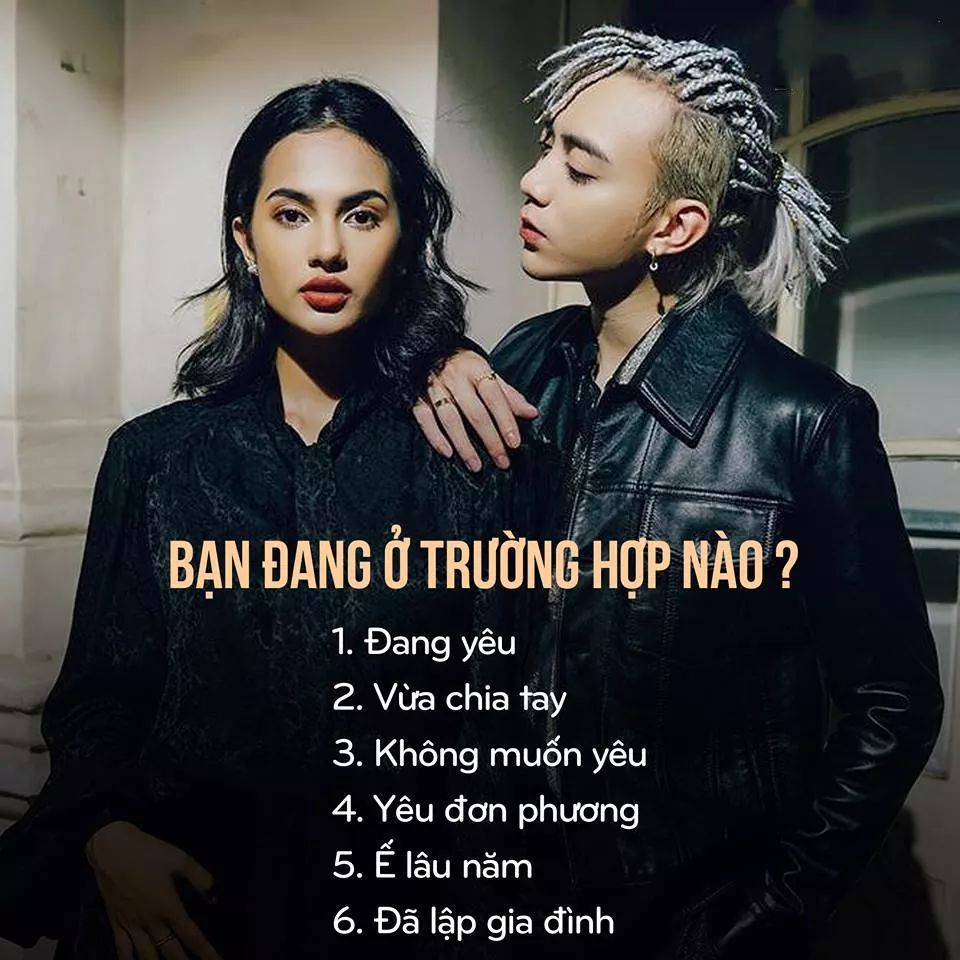 BẠN ĐANG Ở TRƯỜNG HỢP NÀO ?
1. Đang yêu
2. Vừa chia tay
3. Không muốn yêu
4. Yêu đơn phương
5. Ế lâu năm
6. Đã lập gia đình